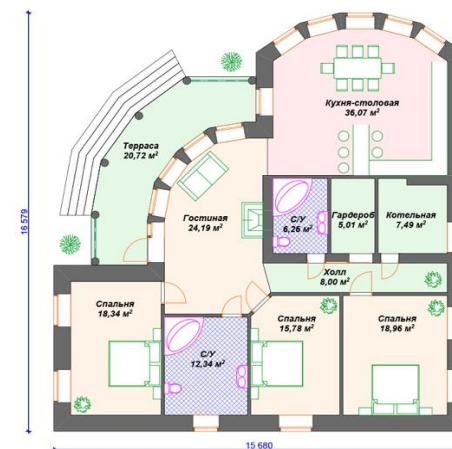 Кухня-столовая
36,07 м²
Терраса
20,72 м²
Гостиная
24,19 м²
С/У
6,26 м²
Гардероб
5,01 м²
Котельная
7,49 м²
Холл
8,00 м²
Спальня
18,34 м²
С/У
12,34 м²
Спальня
15,78 м²
Спальня
18,96 м²
16 579
15 680